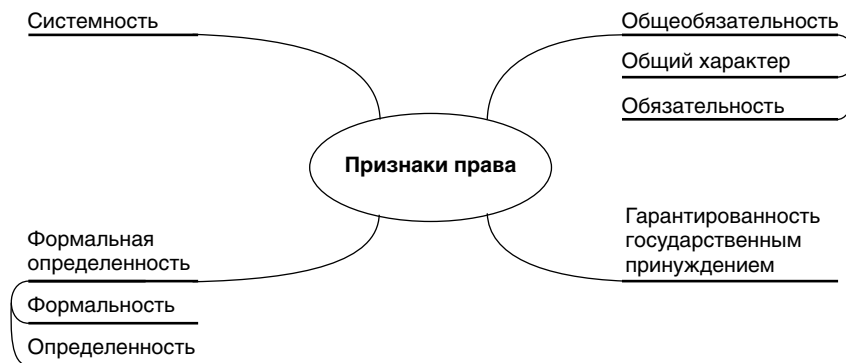 Системность
Общеобязательность
Общий характер
Обязательность
Признаки права
Формальная
определенность
Формальность
Определенность
Гарантированность
государственным
принуждением